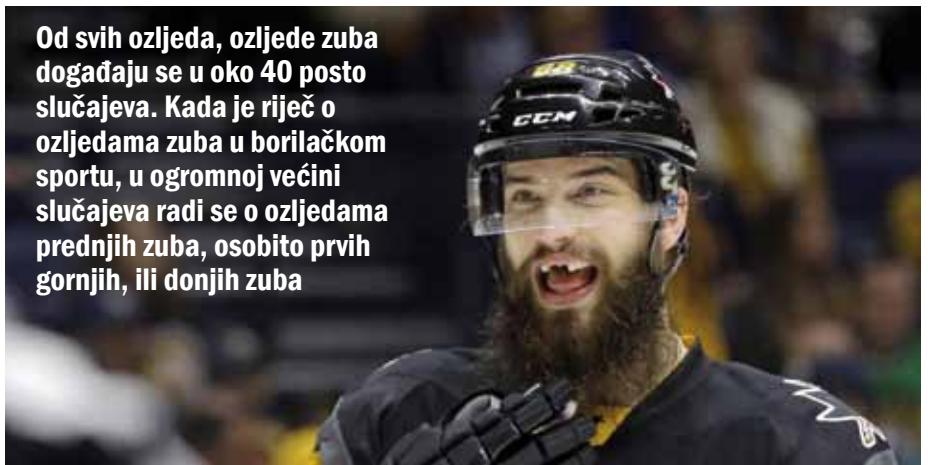 Od svih ozljeda, ozljede zuba
događaju se u oko 40 posto
slučajeva. Kada je riječ o
ozljedama zuba u borilačkom
sportu, u ogromnoj većini
slučajeva radi se o ozljedama
prednjih zuba, osobito prvih
gornjih, ili donjih zuba
88
CCM